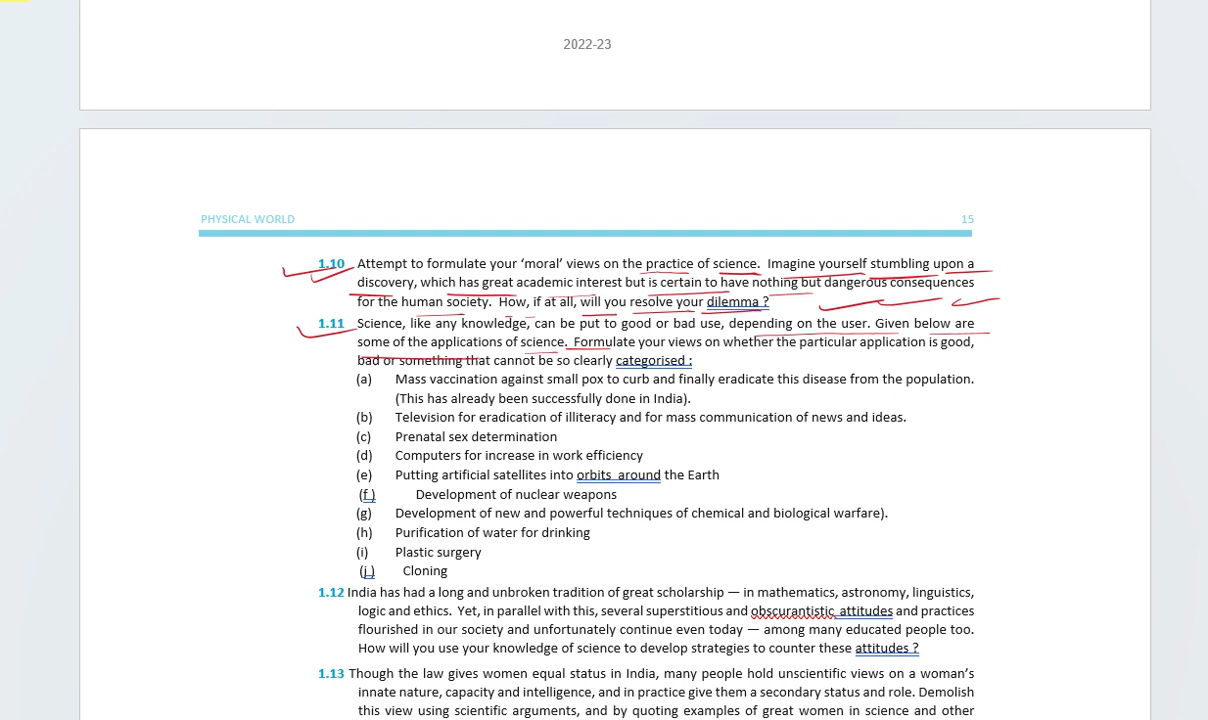 2022-23
PHYSICAL WORLD 15
1.10 Attempt to formulate your ‘moral’ views on the practice of science. Imagine yourself stumbling upon a
discovery, which has great academic interest but is certain to have nothing but dangerous consequences
for the human society. How, if at all, will you resolve your dilemma ?
1.11 Science, like any knowledge, can be put to good or bad use, depending on the user. Given below are
some of the applications of science. Formulate your views on whether the particular application is good,
bad or something that cannot be so clearly categorised :
(a) Mass vaccination against small pox to curb and finally eradicate this disease from the population.
(This has already been successfully done in India).
(b) Television for eradication of illiteracy and for mass communication of news and ideas.
(c) Prenatal sex determination
(d) Computers for increase in work efficiency
(e) Putting artificial satellites into orbits around the Earth
(f ) Development of nuclear weapons
(g) Development of new and powerful techniques of chemical and biological warfare).
(h) Purification of water for drinking
(i) Plastic surgery
(j ) Cloning
1.12 India has had a long and unbroken tradition of great scholarship — in mathematics, astronomy, linguistics,
logic and ethics. Yet, in parallel with this, several superstitious and obscurantistic attitudes and practices
flourished in our society and unfortunately continue even today — among many educated people too.
How will you use your knowledge of science to develop strategies to counter these attitudes ?
1.13 Though the law gives women equal status in India, many people hold unscientific views on a woman’s
innate nature, capacity and intelligence, and in practice give them a secondary status and role. Demolish
this view using scientific arguments, and by quoting examples of great women in science and other